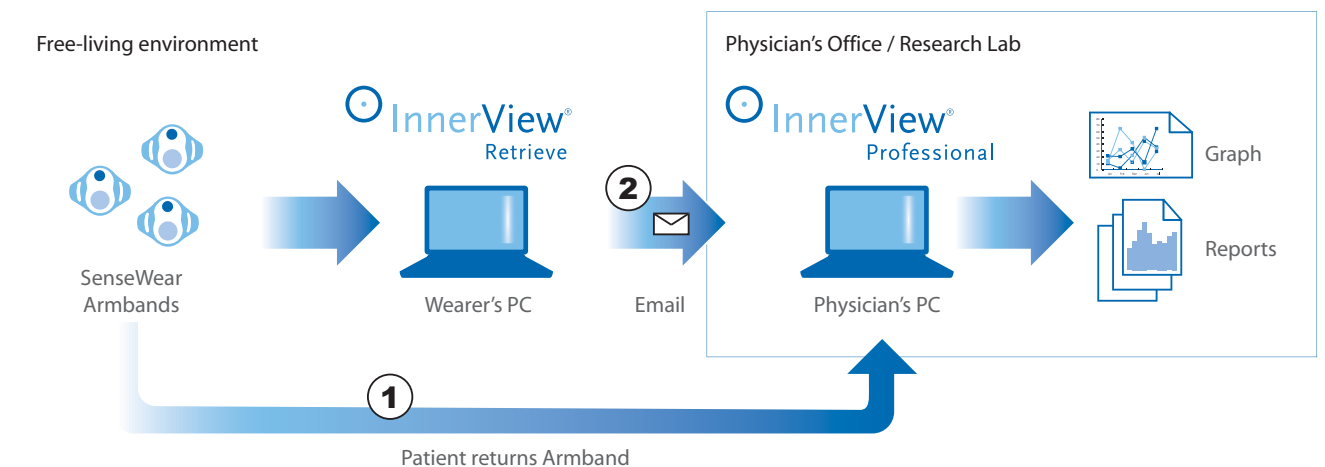 Free-living environment
Physician's Office / Research Lab
InnerView®
Retrieve
InnerView®
Professional
2
Graph
Reports
SenseWear
Armbands
Wearer's PC
Email
Physician's PC
1
Patient returns Armband